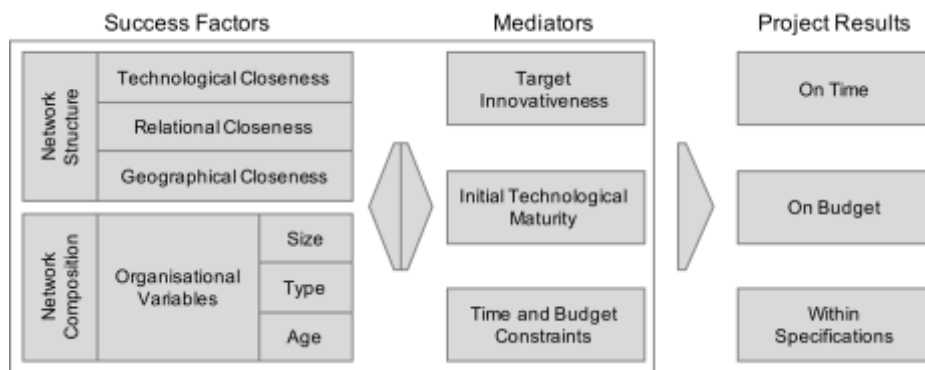 Success Factors
Mediators
Project Results
Network
Structure
Technological Closeness
Relational Closeness
Geographical Closeness
Network
Composition
Organisational
Variables
Size
Type
Age
Target
Innovativeness
Initial Technological
Maturity
Time and Budget
Constraints
On Time
On Budget
Within
Specifications